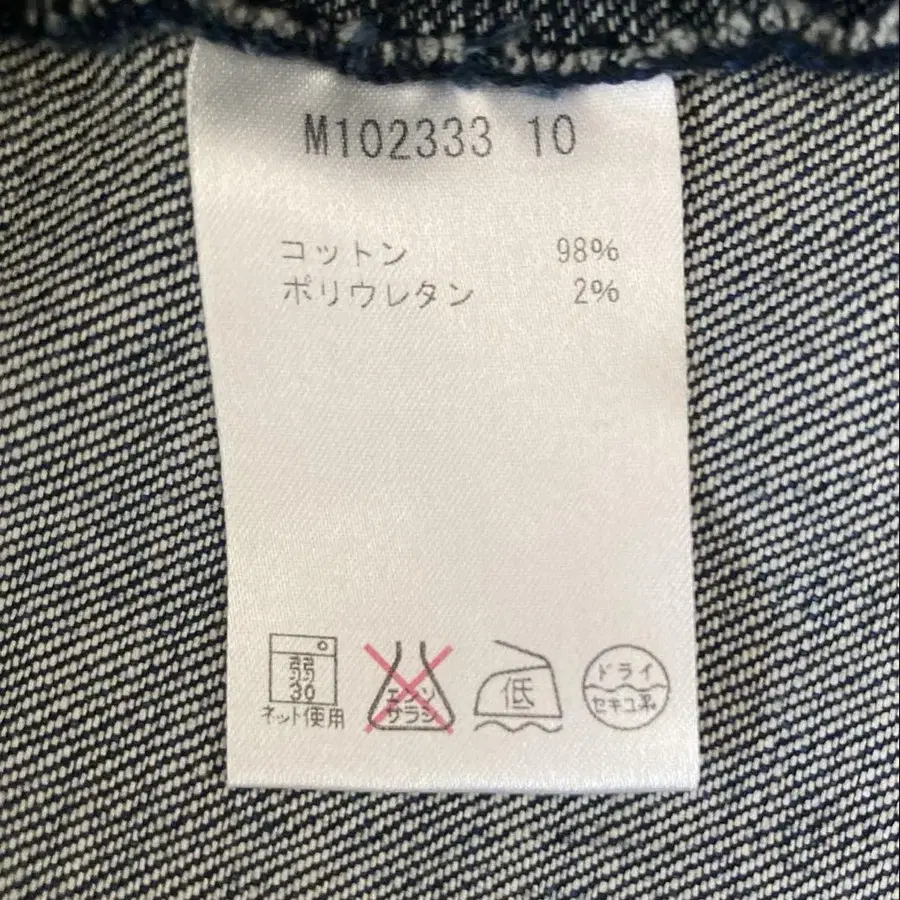 M102333 10
コットン 98%
ポリウレタン 2%
弱
30
ネット使用
エンソ
サラシ
低
ドライ
セキユ系